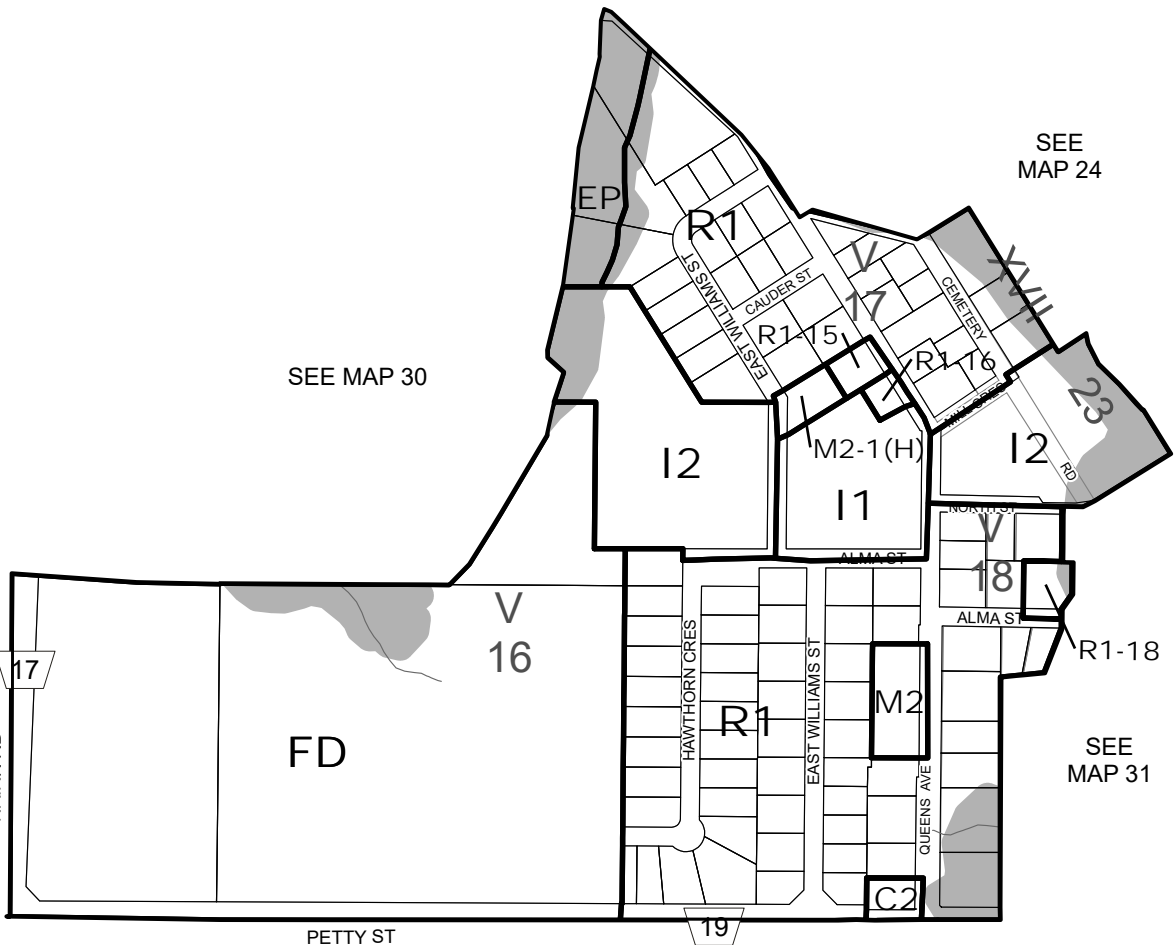 SEE
MAP 24
EP
R1
V
17
XVII
23
CEMETERY
RD
EAST WILLIAMS ST
CAUDER ST
R1-15
R1-16
SEE MAP 30
MILL CRES
M2-1(H)
I2
I1
I2
NORTH ST
ALMA ST
V
18
ALMA ST
R1-18
V
16
17
HAWTHORN CRES
EAST WILLIAMS ST
M2
R1
FD
QUEENS AVE
SEE
MAP 31
C2
19
PETTY ST